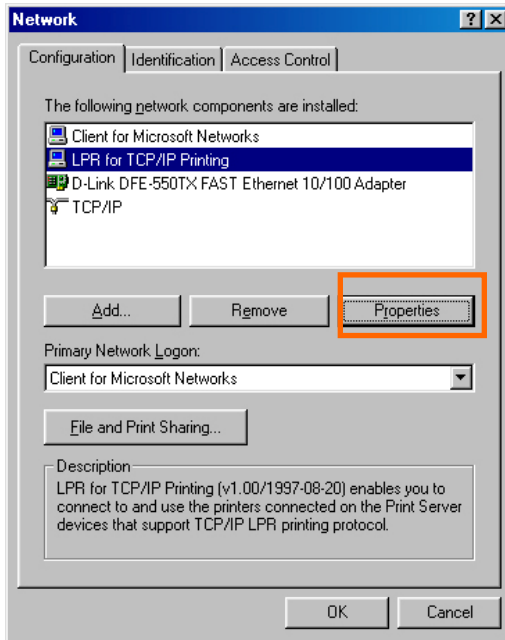 Network
Configuration
Identification
Access Control
The following network components are installed:
Client for Microsoft Networks
LPR for TCP/IP Printing
D-Link DFE-550TX FAST Ethernet 10/100 Adapter
TCP/IP
Add...
Remove
Properties
Primary Network Logon:
Client for Microsoft Networks
File and Print Sharing...
Description
LPR for TCP/IP Printing (v1.00/1997-08-20) enables you to
connect to and use the printers connected on the Print Server
devices that support TCP/IP LPR printing protocol.
OK
Cancel